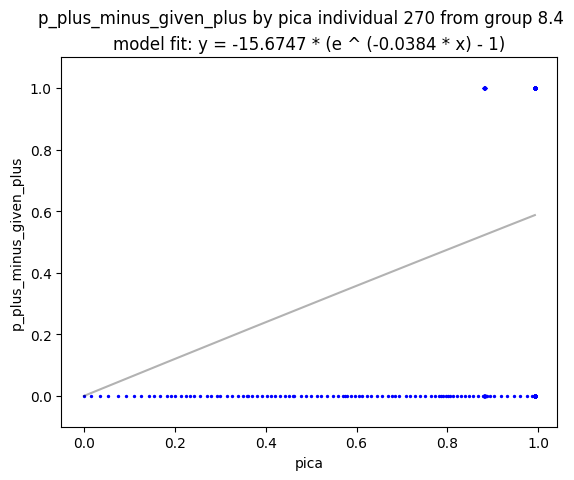 p_plus_minus_given_plus by pica individual 270 from group 8.4
model fit: y = -15.6747 * (e ^ (-0.0384 * x) - 1)
1.0
0.8
0.6
0.4
0.2
0.0
p_plus_minus_given_plus
0.0 0.2 0.4 0.6 0.8 1.0
pica